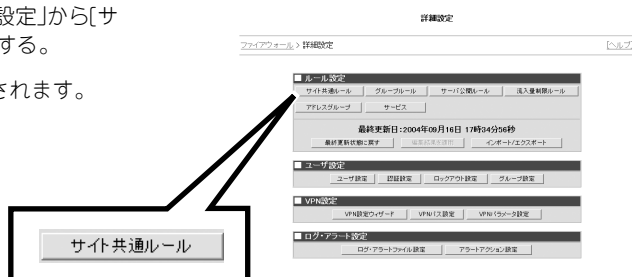 設定」から[サ
する。
されます。
詳細設定
ファイアウォール > 詳細設定 [ヘルプ]
■ ルール設定
サイト共通ルール グループルール サーバ公開ルール 流入量制限ルール
アドレスグループ サービス
最終更新日:2004年09月16日 17時34分56秒
最終更新状態に戻す 編集結果を適用 インポート/エクスポート
■ ユーザ設定
ユーザ設定 認証設定 ロックアウト設定 グループ設定
■ VPN設定
VPN設定ウィザード VPNパス設定 VPNパラメータ設定
■ ログ・アラート設定
ログ・アラートファイル設定 アラートアクション設定
サイト共通ルール